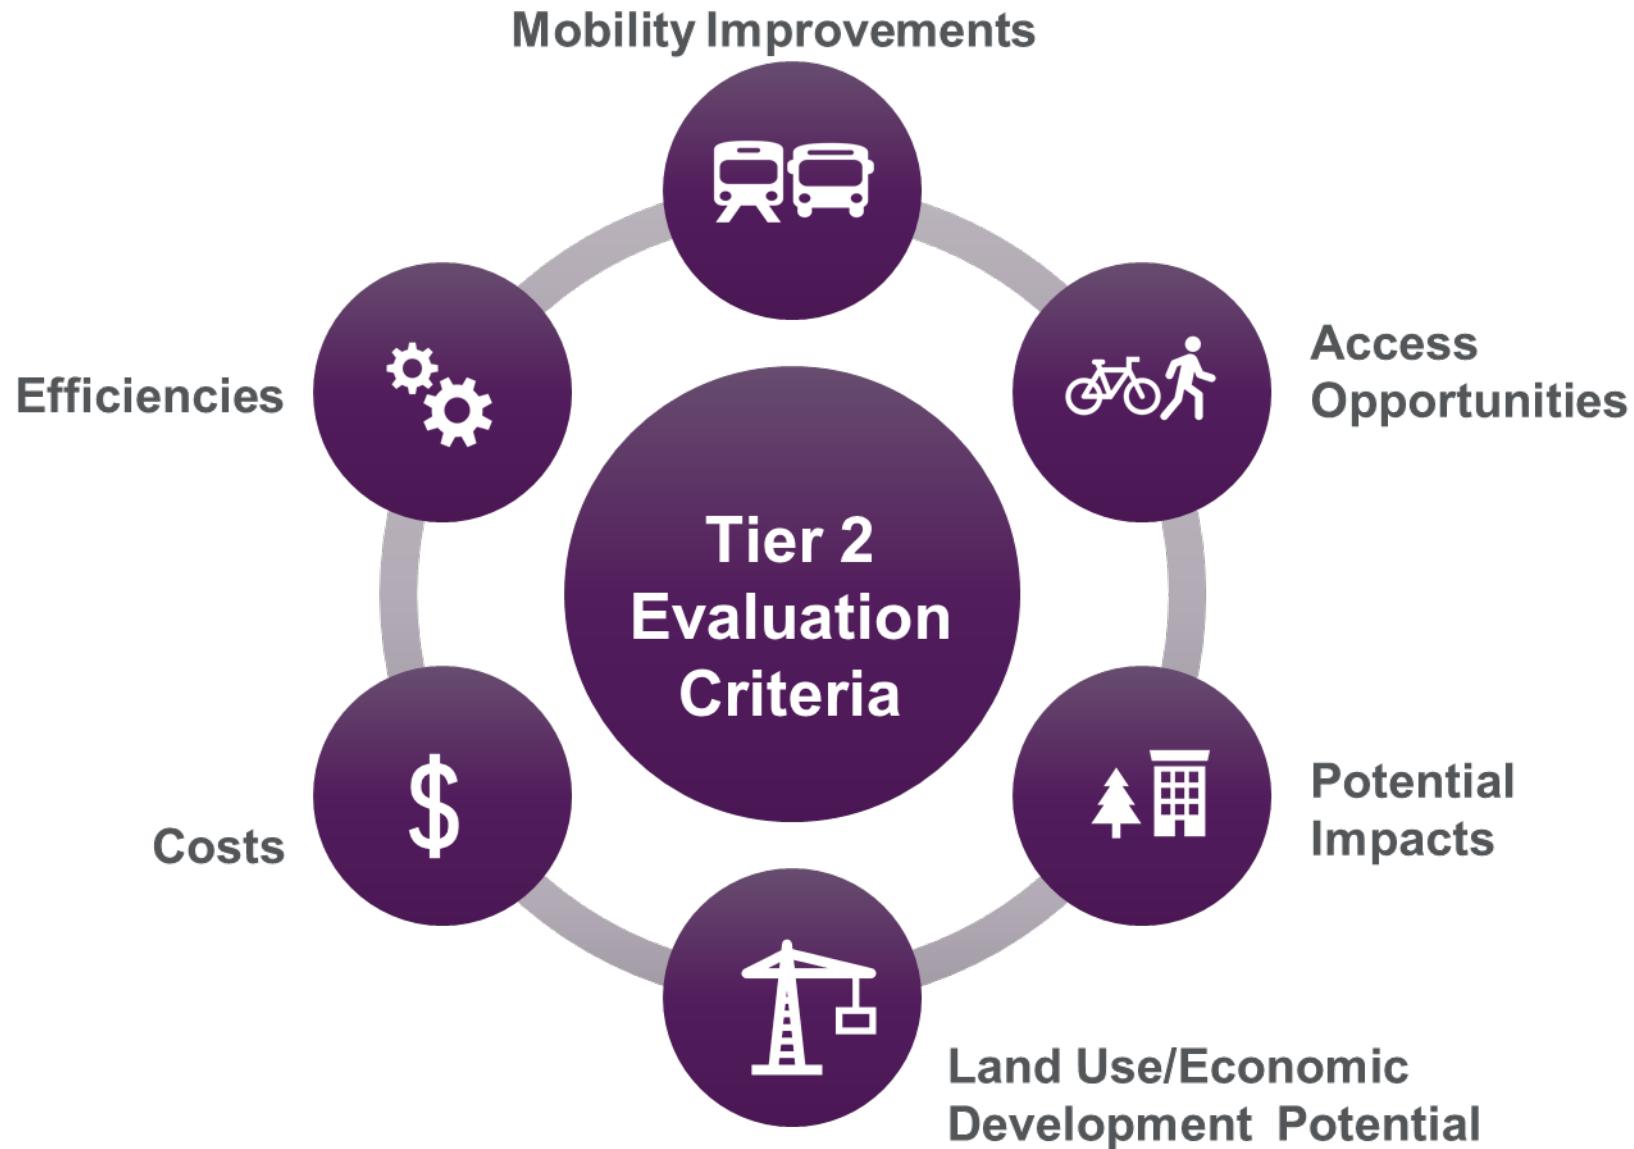 Mobility Improvements
Access
Opportunities
Efficiencies
Tier 2
Evaluation
Criteria
Potential
Impacts
Costs
$
Land Use/Economic
Development Potential